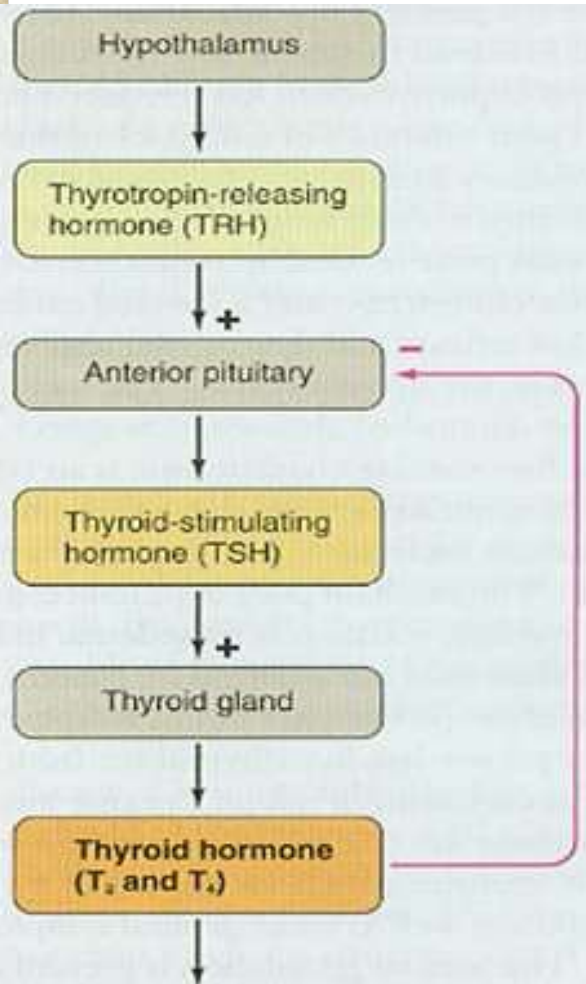 Hypothalamus
Thyrotropin-releasing
hormone (TRH)
+
Anterior pituitary
−
Thyroid-stimulating
hormone (TSH)
+
Thyroid gland
Thyroid hormone
(T₃ and T₄)